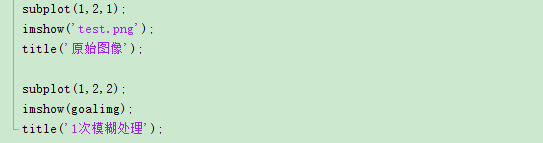 subplot(1,2,1);
imshow('test.png');
title('原始图像');
subplot(1,2,2);
imshow(goalimg);
title('1次模糊处理');